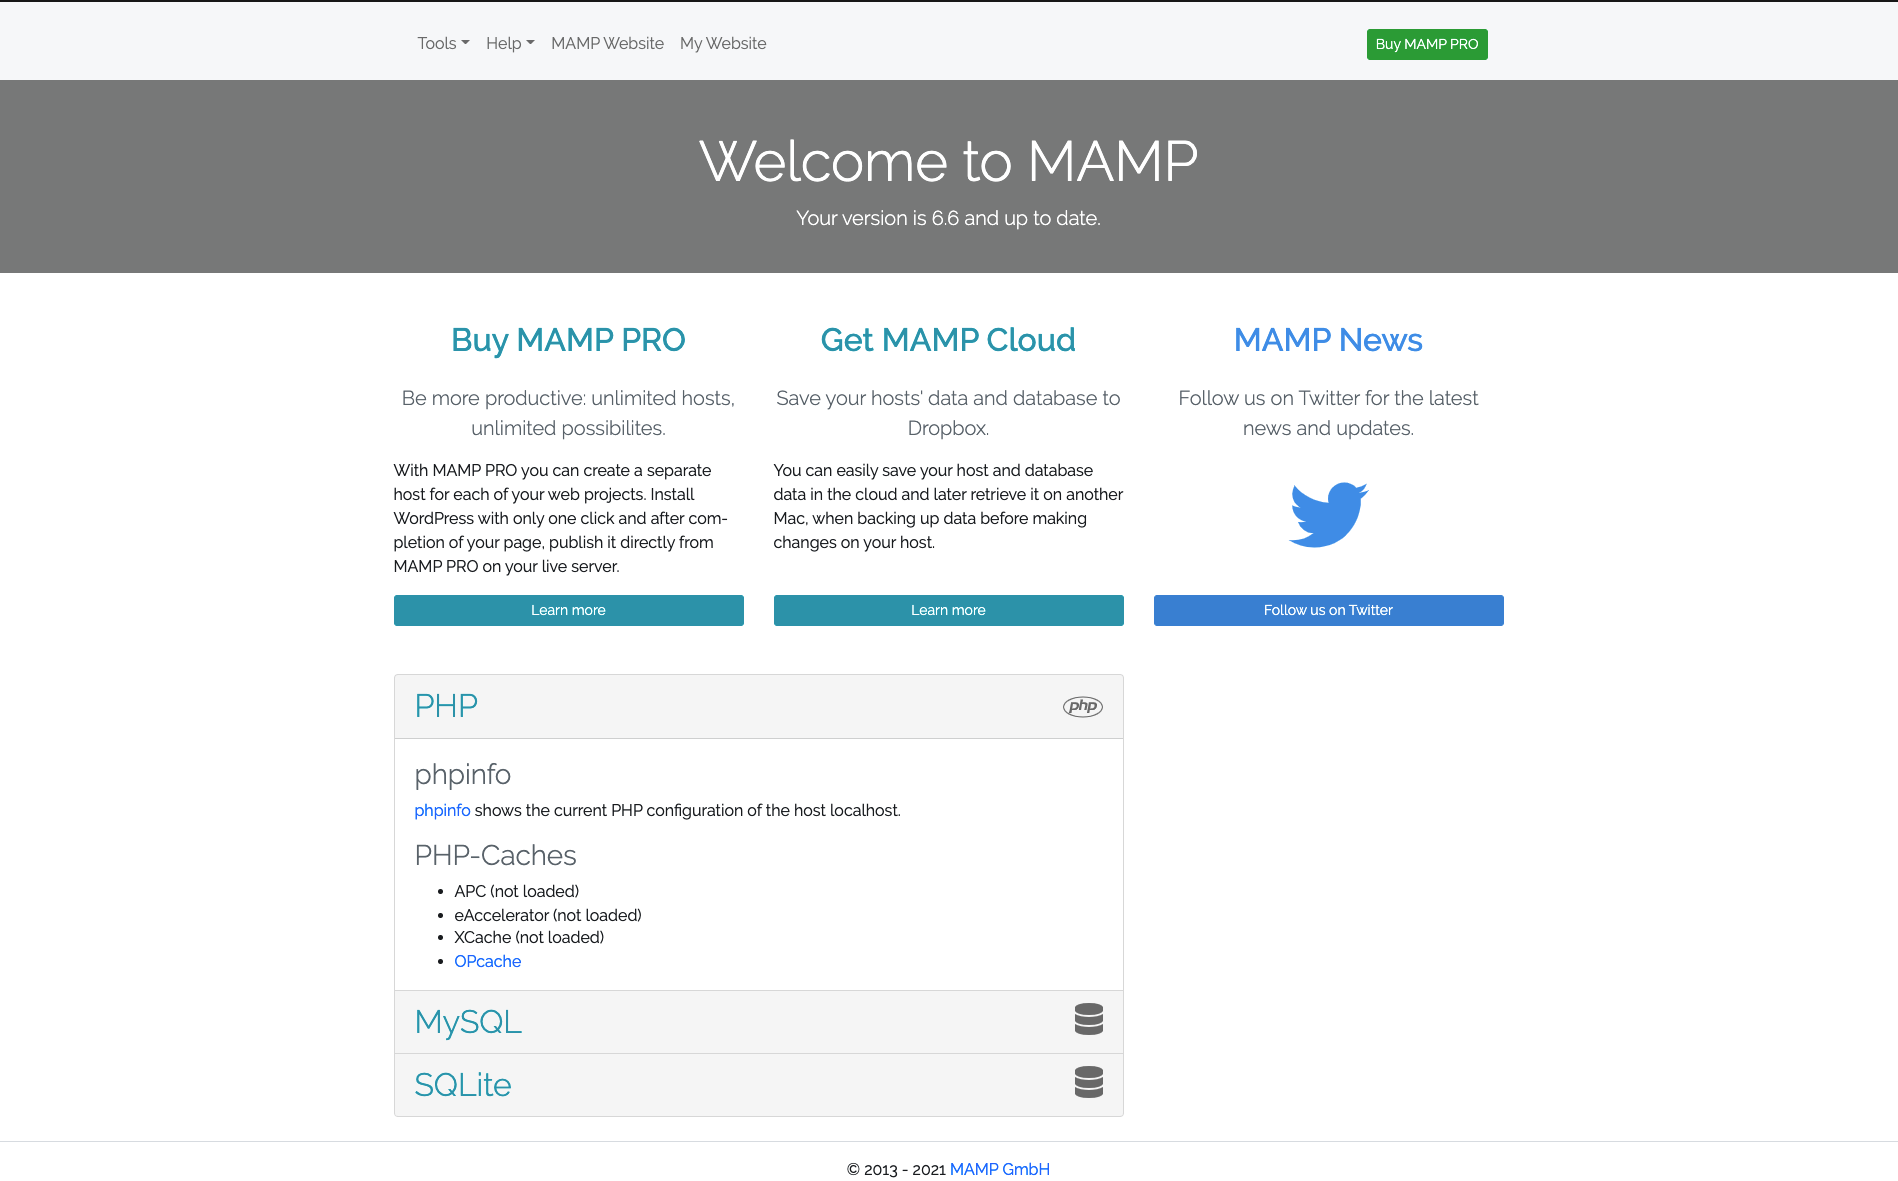 Tools Help MAMP Website My Website Buy MAMP PRO
Welcome to MAMP
Your version is 6.6 and up to date.
Buy MAMP PRO
Be more productive: unlimited hosts,
unlimited possibilites.
With MAMP PRO you can create a separate
host for each of your web projects. Install
WordPress with only one click and after com-
pletion of your page, publish it directly from
MAMP PRO on your live server.
Learn more
Get MAMP Cloud
Save your hosts' data and database to
Dropbox.
You can easily save your host and database
data in the cloud and later retrieve it on another
Mac, when backing up data before making
changes on your host.
Learn more
MAMP News
Follow us on Twitter for the latest
news and updates.
Follow us on Twitter
PHP php
phpinfo
phpinfo shows the current PHP configuration of the host localhost.
PHP-Caches
• APC (not loaded)
• eAccelerator (not loaded)
• XCache (not loaded)
• OPcache
MySQL
SQLite
© 2013 - 2021 MAMP GmbH